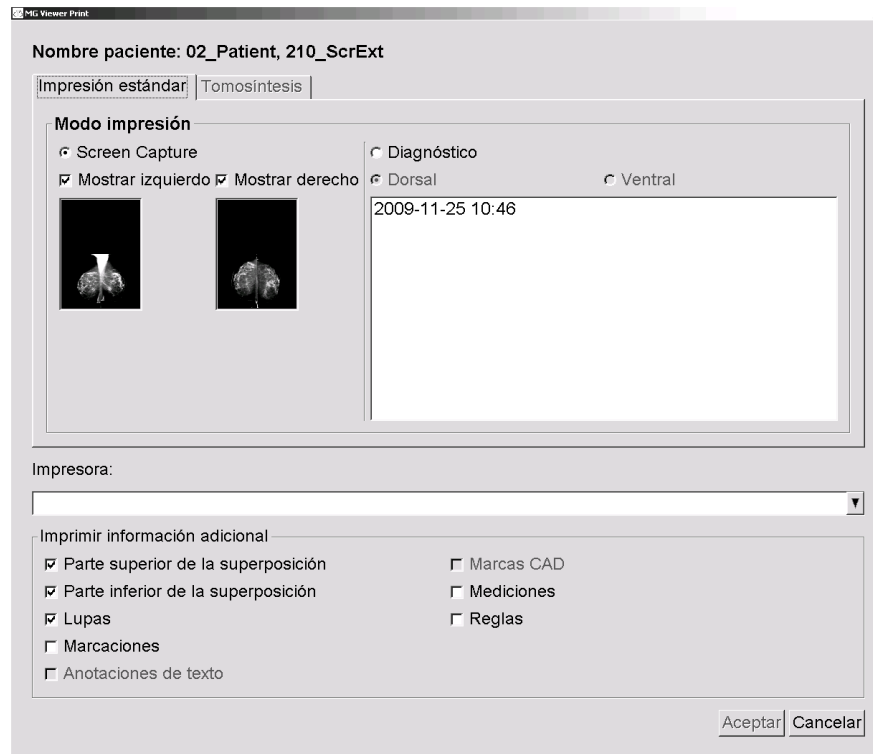 MG Viewer Print
Nombre paciente: 02_Patient, 210_ScrExt
Impresión estándar Tomosíntesis
Modo impresión
Screen Capture
Diagnóstico
Mostrar izquierdo Mostrar derecho
Dorsal Ventral
2009-11-25 10:46
Impresora:
Imprimir información adicional
Parte superior de la superposición
Marcas CAD
Parte inferior de la superposición
Mediciones
Lupas
Reglas
Marcaciones
Anotaciones de texto
Aceptar Cancelar